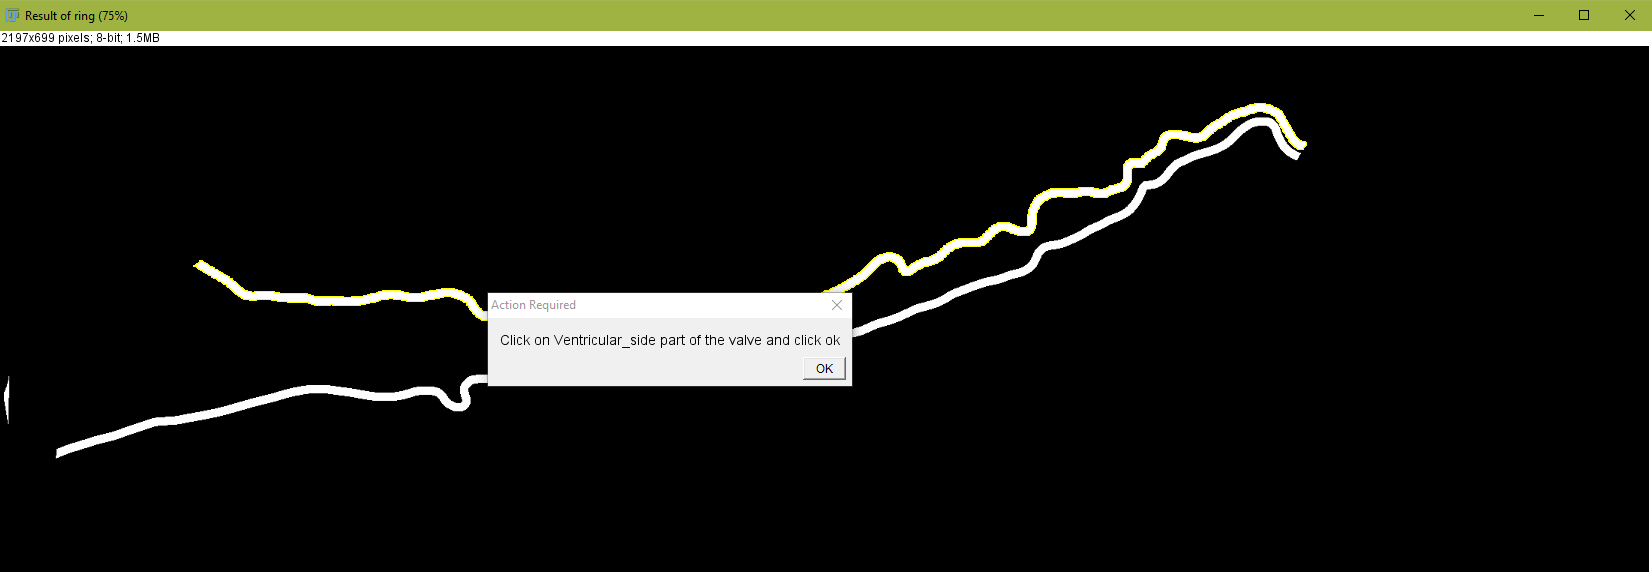 Result of ring (75%)
2197x699 pixels; 8-bit; 1.5MB
Action Required
Click on Ventricular_side part of the valve and click ok
OK